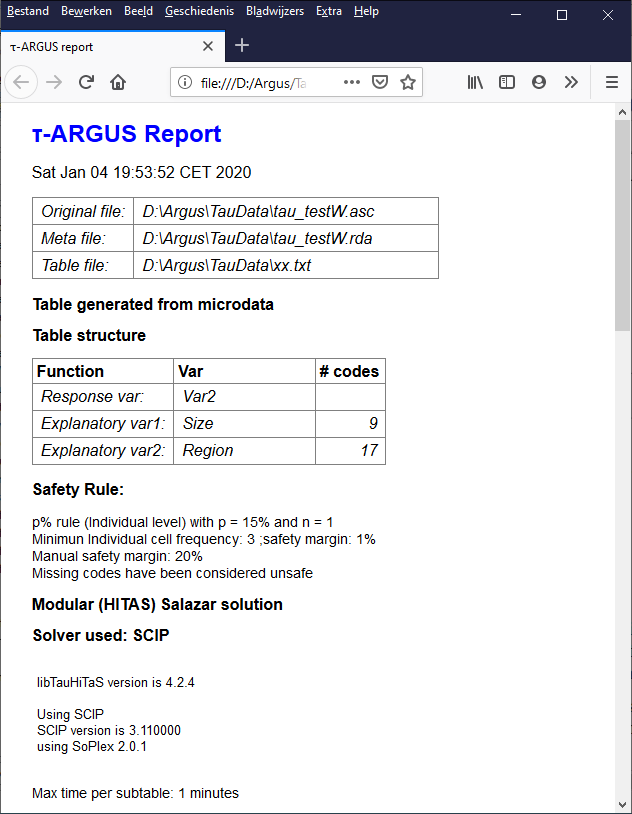 Bestand Bewerken Beeld Geschiedenis Bladwijzers Extra Help
τ-ARGUS report
file:///D:/Argus/Ta
τ-ARGUS Report
Sat Jan 04 19:53:52 CET 2020
Original file: D:\Argus\TauData\tau_testW.asc
Meta file: D:\Argus\TauData\tau_testW.rda
Table file: D:\Argus\TauData\xx.txt
Table generated from microdata
Table structure
Function Var # codes
Response var: Var2
Explanatory var1: Size 9
Explanatory var2: Region 17
Safety Rule:
p% rule (Individual level) with p = 15% and n = 1
Minimun Individual cell frequency: 3 ;safety margin: 1%
Manual safety margin: 20%
Missing codes have been considered unsafe
Modular (HITAS) Salazar solution
Solver used: SCIP
libTauHiTaS version is 4.2.4
Using SCIP
SCIP version is 3.110000
using SoPlex 2.0.1
Max time per subtable: 1 minutes